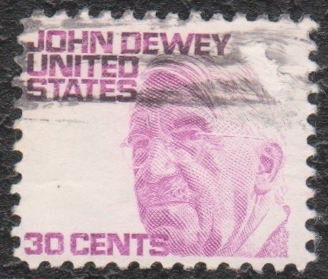 JOHN DEWEY
UNITED
STATES
30 CENTS